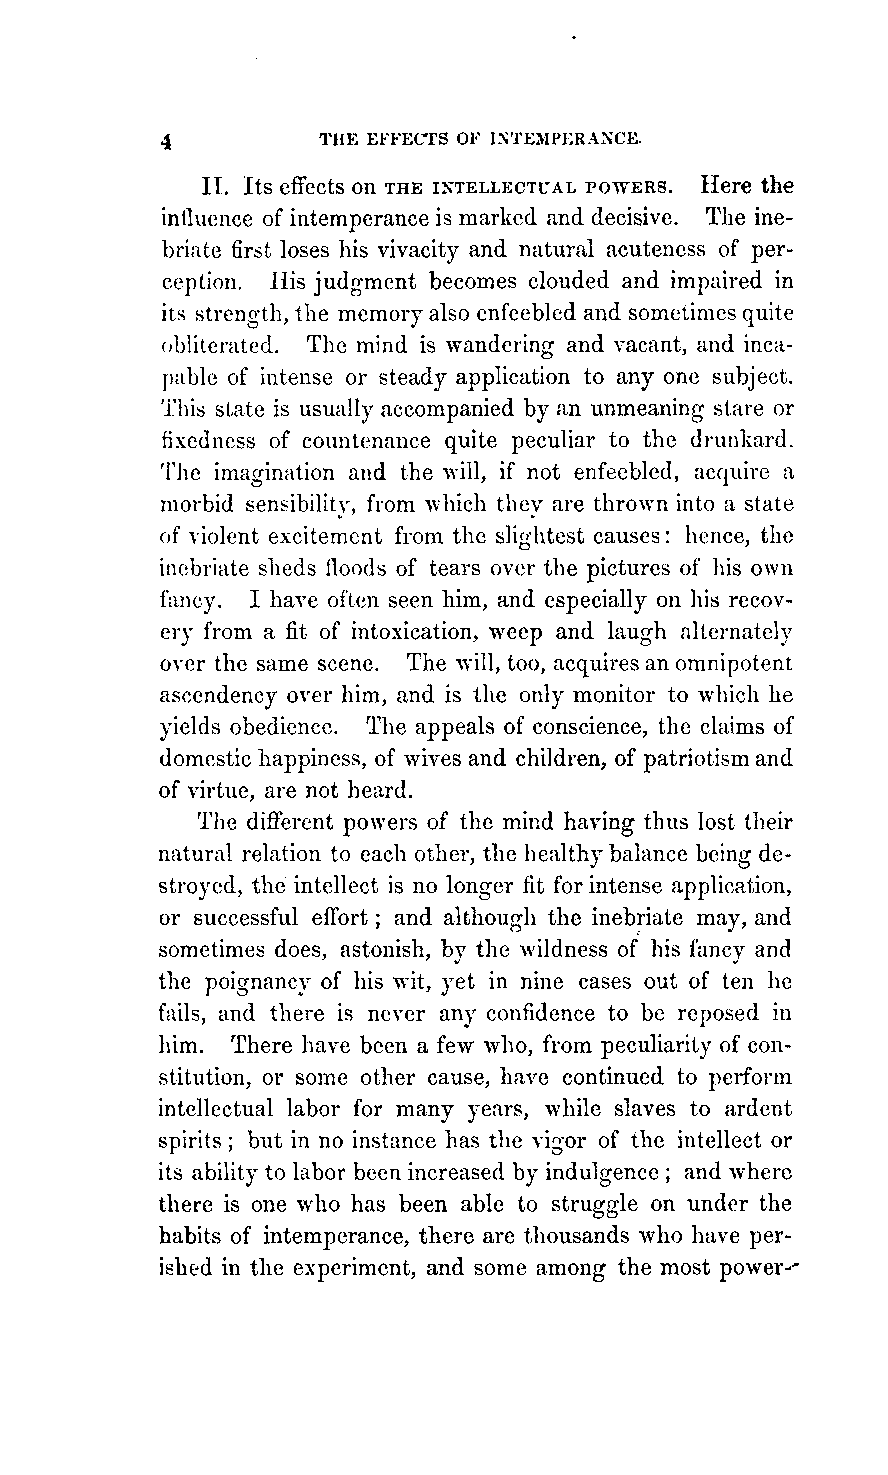 4 THE EFFECTS OF INTEMPERANCE.
II. Its effects on THE INTELLECTUAL POWERS. Here the
influence of intemperance is marked and decisive. The ine-
briate first loses his vivacity and natural acuteness of per-
ception. His judgment becomes clouded and impaired in
its strength, the memory also enfeebled and sometimes quite
obliterated. The mind is wandering and vacant, and inca-
pable of intense or steady application to any one subject.
This state is usually accompanied by an unmeaning stare or
fixedness of countenance quite peculiar to the drunkard.
The imagination and the will, if not enfeebled, acquire a
morbid sensibility, from which they are thrown into a state
of violent excitement from the slightest causes: hence, the
inebriate sheds floods of tears over the pictures of his own
fancy. I have often seen him, and especially on his recov-
ery from a fit of intoxication, weep and laugh alternately
over the same scene. The will, too, acquires an omnipotent
ascendency over him, and is the only monitor to which he
yields obedience. The appeals of conscience, the claims of
domestic happiness, of wives and children, of patriotism and
of virtue, are not heard.
The different powers of the mind having thus lost their
natural relation to each other, the healthy balance being de-
stroyed, the intellect is no longer fit for intense application,
or successful effort; and although the inebriate may, and
sometimes does, astonish, by the wildness of his fancy and
the poignancy of his wit, yet in nine cases out of ten he
fails, and there is never any confidence to be reposed in
him. There have been a few who, from peculiarity of con-
stitution, or some other cause, have continued to perform
intellectual labor for many years, while slaves to ardent
spirits; but in no instance has the vigor of the intellect or
its ability to labor been increased by indulgence; and where
there is one who has been able to struggle on under the
habits of intemperance, there are thousands who have per-
ished in the experiment, and some among the most power-